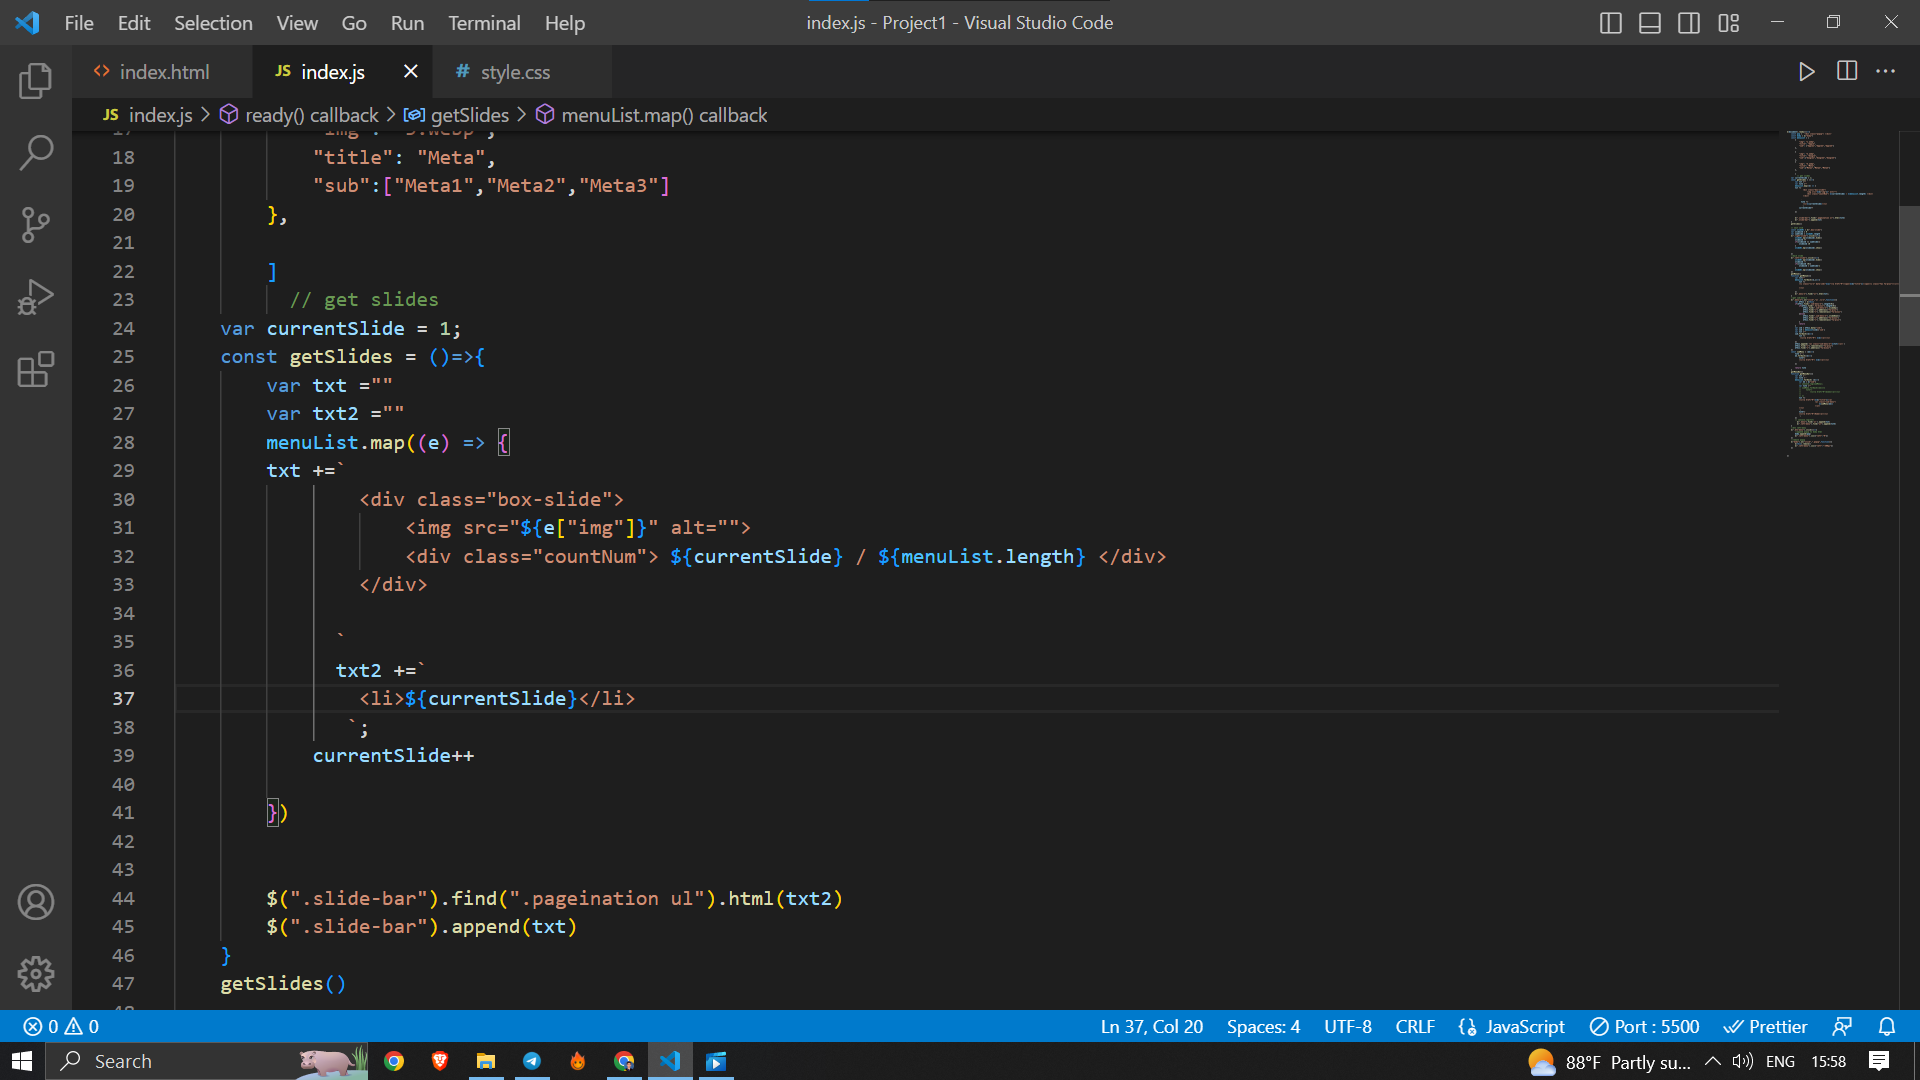 File Edit Selection View Go Run Terminal Help
index.js - Project1 - Visual Studio Code
index.html
JS index.js
# style.css
JS index.js > ready() callback > getSlides > menuList.map() callback
18 "title": "Meta",
19 "sub":["Meta1","Meta2","Meta3"]
20 },
21
22 ]
23 // get slides
24 var currentSlide = 1;
25 const getSlides = ()=>{
26 var txt =""
27 var txt2 =""
28 menuList.map((e) => {
29 txt +=`
30 <div class="box-slide">
31 <img src="${e["img"]}" alt="">
32 <div class="countNum"> ${currentSlide} / ${menuList.length} </div>
33 </div>
34
35 `
36 txt2 +=`
37 <li>${currentSlide}</li>
38 `;
39 currentSlide++
40
41 })
42
43
44 $(".slide-bar").find(".pageination ul").html(txt2)
45 $(".slide-bar").append(txt)
46 }
47 getSlides()
0 0
Ln 37, Col 20 Spaces: 4 UTF-8 CRLF JavaScript Port : 5500 Prettier
Search
88°F Partly su... ENG 15:58